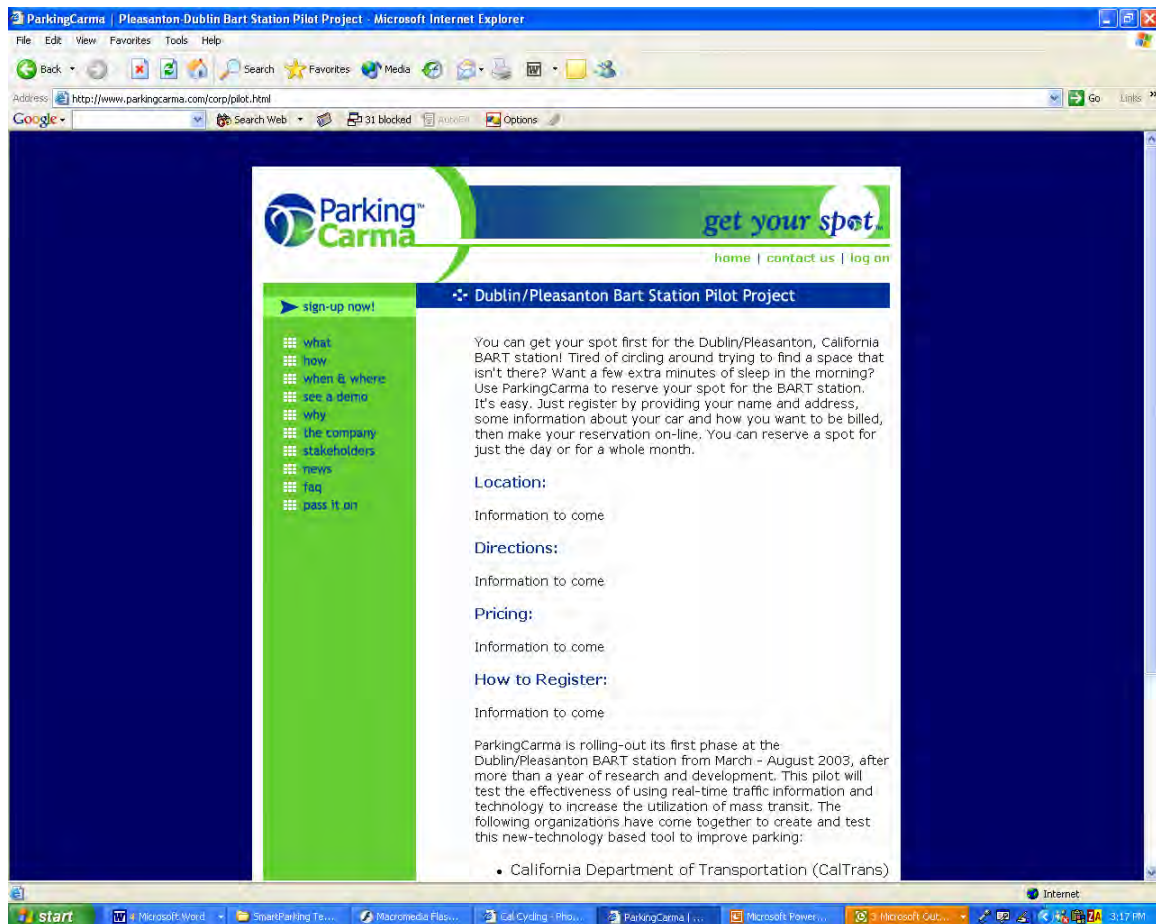 ParkingCarma | Pleasanton-Dublin Bart Station Pilot Project - Microsoft Internet Explorer
File Edit View Favorites Tools Help
Back Search Favorites Media
Address http://www.parkingcarma.com/corp/pilot.html Go Links »
Google Search Web 31 blocked AutoFill Options
Parking™
Carma
get your spot
home | contact us | log on
sign-up now!
Dublin/Pleasanton Bart Station Pilot Project
what
how
when & where
see a demo
why
the company
stakeholders
news
faq
pass it on
You can get your spot first for the Dublin/Pleasanton, California
BART station! Tired of circling around trying to find a space that
isn't there? Want a few extra minutes of sleep in the morning?
Use ParkingCarma to reserve your spot for the BART station.
It's easy. Just register by providing your name and address,
some information about your car and how you want to be billed,
then make your reservation on-line. You can reserve a spot for
just the day or for a whole month.
Location:
Information to come
Directions:
Information to come
Pricing:
Information to come
How to Register:
Information to come
ParkingCarma is rolling-out its first phase at the
Dublin/Pleasanton BART station from March - August 2003, after
more than a year of research and development. This pilot will
test the effectiveness of using real-time traffic information and
technology to increase the utilization of mass transit. The
following organizations have come together to create and test
this new-technology based tool to improve parking:
• California Department of Transportation (CalTrans)
Internet
start 4 Microsoft Word SmartParking Te... Macromedia Flas... Cal Cycling - Pho... ParkingCarma | ... Microsoft Power... 3 Microsoft Out... 3:17 PM